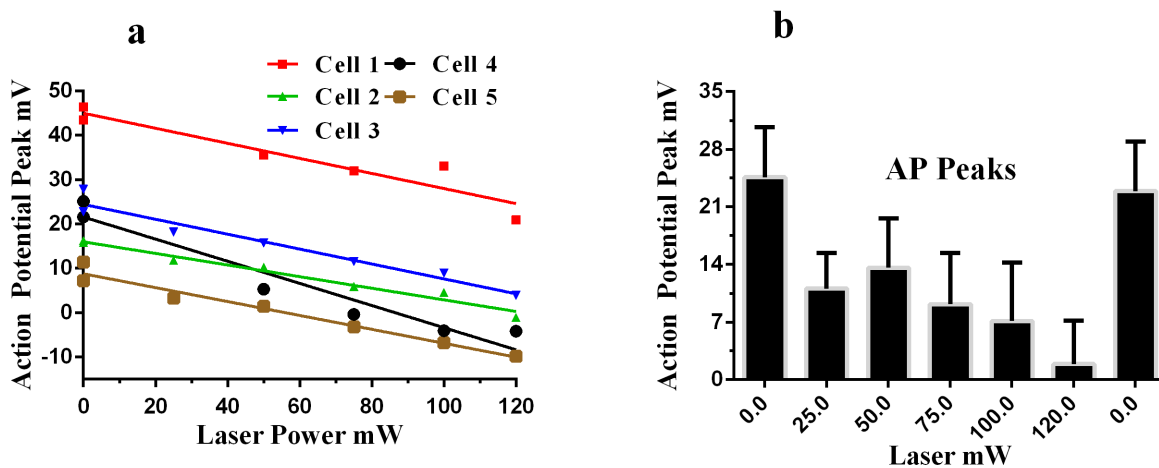 a
Cell 1
Cell 2
Cell 3
Cell 4
Cell 5
Action Potential Peak mV
50
40
30
20
10
0
-10
0 20 40 60 80 100 120
Laser Power mW
b
AP Peaks
Action Potential Peak mV
35
28
21
14
7
0
0.0 25.0 50.0 75.0 100.0 120.0 0.0
Laser mW